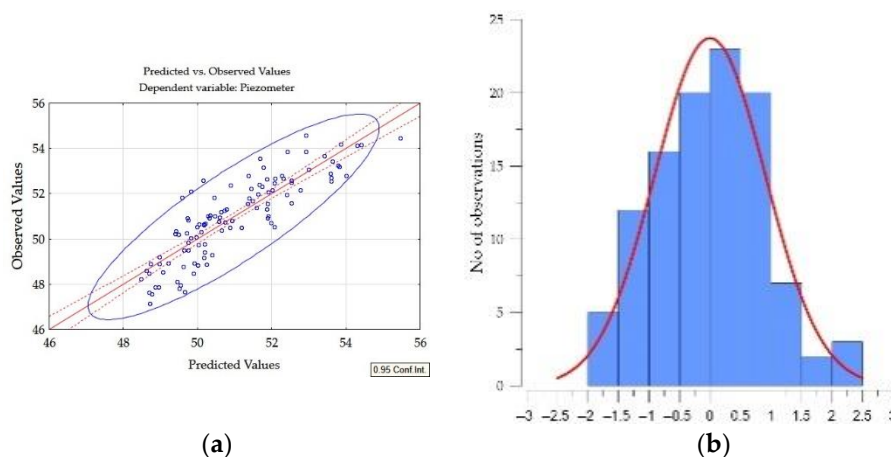 Predicted vs. Observed Values
Dependent variable: Piezometer
56
54
52
50
48
46
Observed Values
46 48 50 52 54 56
Predicted Values
0.95 Conf.Int.
(a)
25
20
15
10
5
0
No of observations
−3 −2.5 −2 −1.5 −1 −0.5 0 0.5 1 1.5 2 2.5 3
(b)